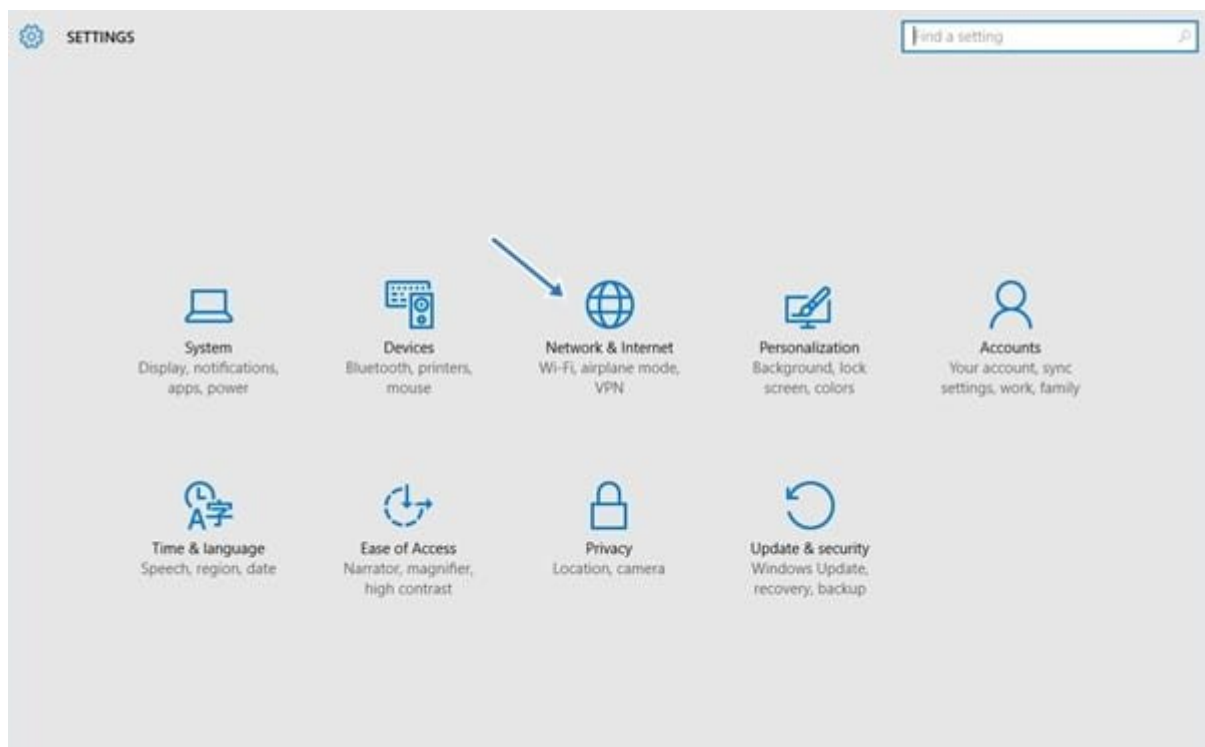 SETTINGS
Find a setting
System
Display, notifications,
apps, power
Devices
Bluetooth, printers,
mouse
Network & Internet
Wi-Fi, airplane mode,
VPN
Personalization
Background, lock
screen, colors
Accounts
Your account, sync
settings, work, family
Time & language
Speech, region, date
Ease of Access
Narrator, magnifier,
high contrast
Privacy
Location, camera
Update & security
Windows Update,
recovery, backup